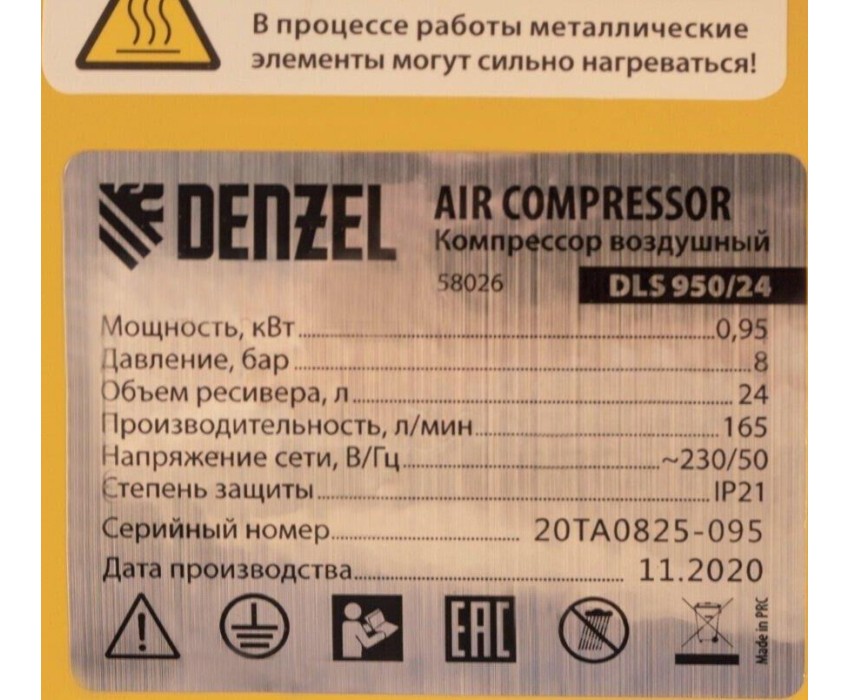 В процессе работы металлические
элементы могут сильно нагреваться!
DENZEL
AIR COMPRESSOR
Компрессор воздушный
58026 DLS 950/24
Мощность, кВт 0,95
Давление, бар 8
Объем ресивера, л 24
Производительность, л/мин 165
Напряжение сети, В/Гц ~230/50
Степень защиты IP21
Серийный номер 20TA0825-095
Дата производства 11.2020
EAC
Made in PRC